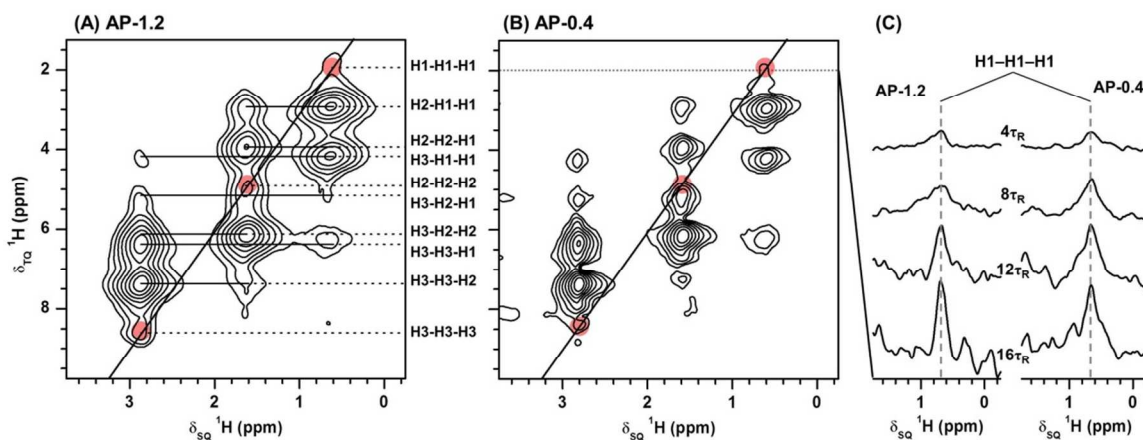 (A) AP-1.2
(B) AP-0.4
(C)
2
4
6
8
δTQ ¹H (ppm)
H1-H1-H1
H2-H1-H1
H2-H2-H1
H3-H1-H1
H2-H2-H2
H3-H2-H1
H3-H2-H2
H3-H3-H1
H3-H3-H2
H3-H3-H3
3 2 1 0
δSQ ¹H (ppm)
3 2 1 0
δSQ ¹H (ppm)
H1–H1–H1
AP-1.2 AP-0.4
4τR
8τR
12τR
16τR
1 0 1 0
δSQ ¹H (ppm) δSQ ¹H (ppm)